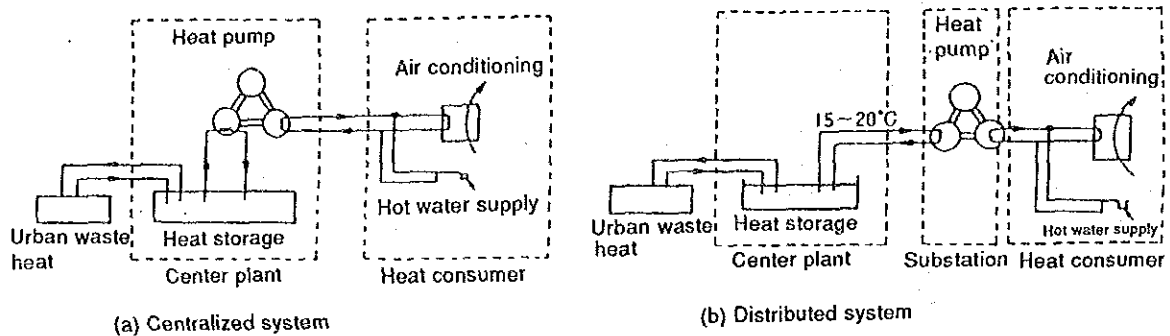 Heat pump
Air conditioning
Hot water supply
Urban waste
heat
Heat storage
Center plant
Heat consumer
(a) Centralized system
Heat
pump
Air
conditioning
15~20°C
Hot water supply
Urban waste
heat
Heat storage
Center plant
Substation
Heat consumer
(b) Distributed system